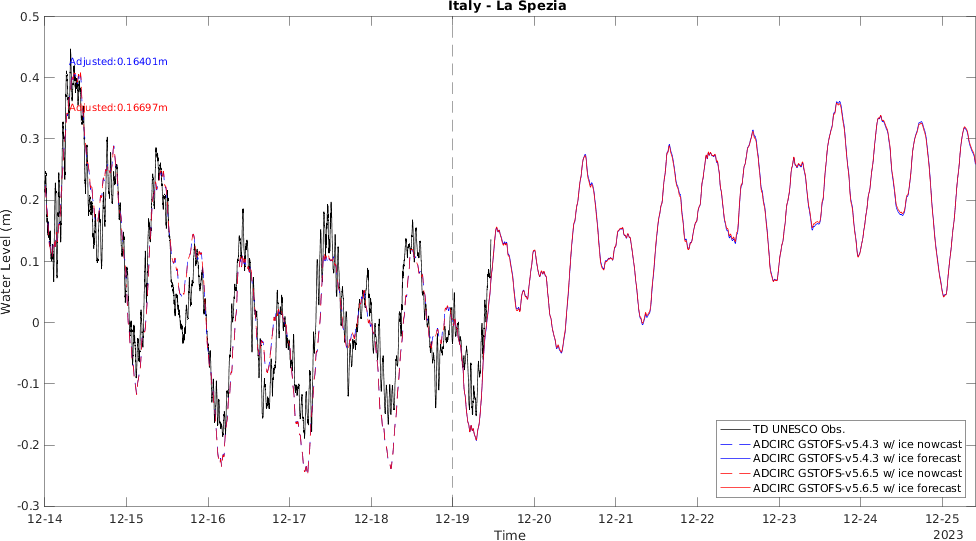 Italy - La Spezia
0.5
0.4
0.3
0.2
0.1
0
-0.1
-0.2
-0.3
Water Level (m)
Adjusted:0.16401m
Adjusted:0.16697m
TD UNESCO Obs.
ADCIRC GSTOFS-v5.4.3 w/ ice nowcast
ADCIRC GSTOFS-v5.4.3 w/ ice forecast
ADCIRC GSTOFS-v5.6.5 w/ ice nowcast
ADCIRC GSTOFS-v5.6.5 w/ ice forecast
12-14 12-15 12-16 12-17 12-18 12-19 12-20 12-21 12-22 12-23 12-24 12-25
Time
2023